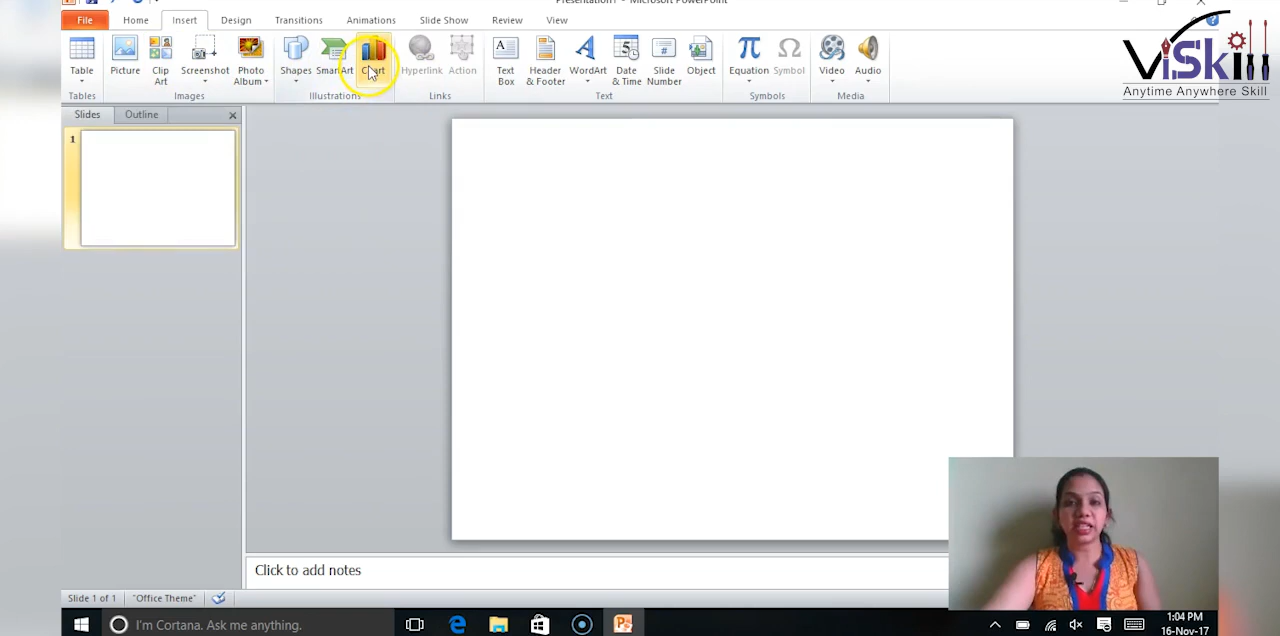 Presentation1 - Microsoft PowerPoint
File Home Insert Design Transitions Animations Slide Show Review View
Table Picture Clip Art Screenshot Photo Album Shapes SmartArt Chart Hyperlink Action Text Box Header & Footer WordArt Date & Time Slide Number Object Equation Symbol Video Audio
Tables Images Illustrations Links Text Symbols Media
ViSkill
Anytime Anywhere Skill
Slides Outline
1
Click to add notes
Slide 1 of 1 "Office Theme"
I'm Cortana. Ask me anything.
1:04 PM
16-Nov-17